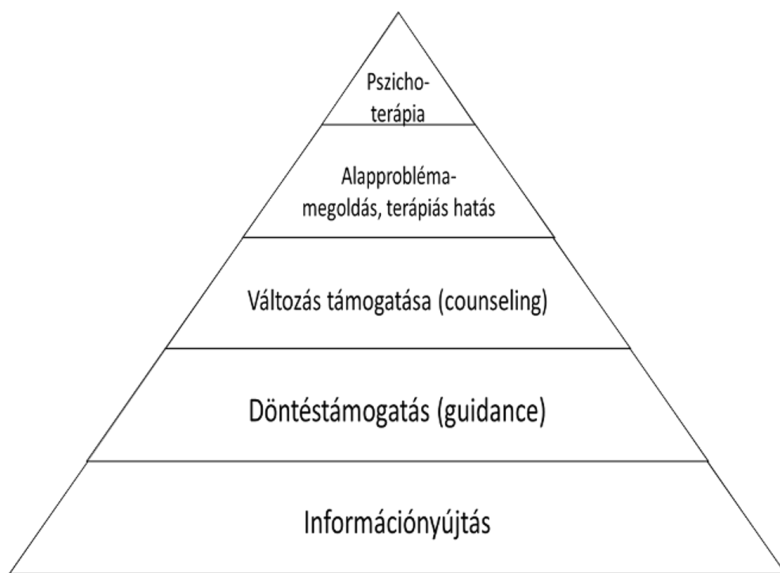 Pszicho-
terápia
Alapprobléma-
megoldás, terápiás hatás
Változás támogatása (counseling)
Döntéstámogatás (guidance)
Információnyújtás